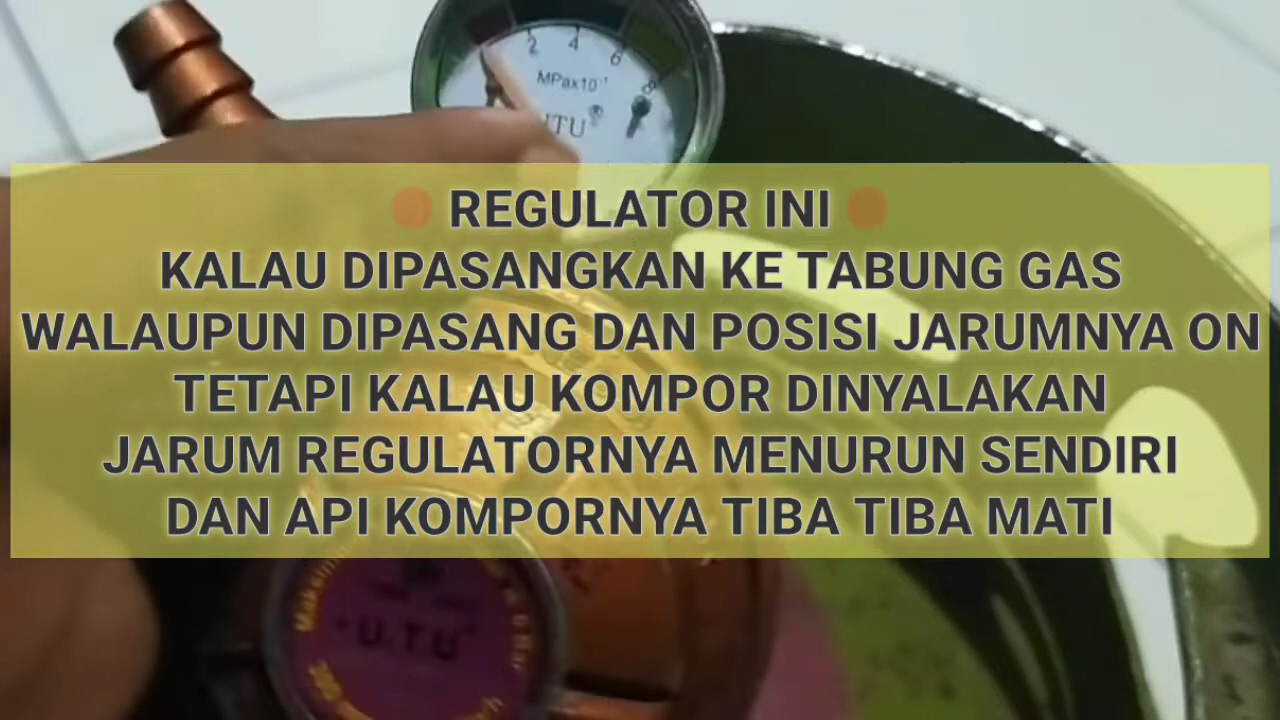 2 4 6 8
MPax10⁻¹
UTU®
🔴 REGULATOR INI 🔴
KALAU DIPASANGKAN KE TABUNG GAS
WALAUPUN DIPASANG DAN POSISI JARUMNYA ON
TETAPI KALAU KOMPOR DINYALAKAN
JARUM REGULATORNYA MENURUN SENDIRI
DAN API KOMPORNYA TIBA TIBA MATI
U.T.U